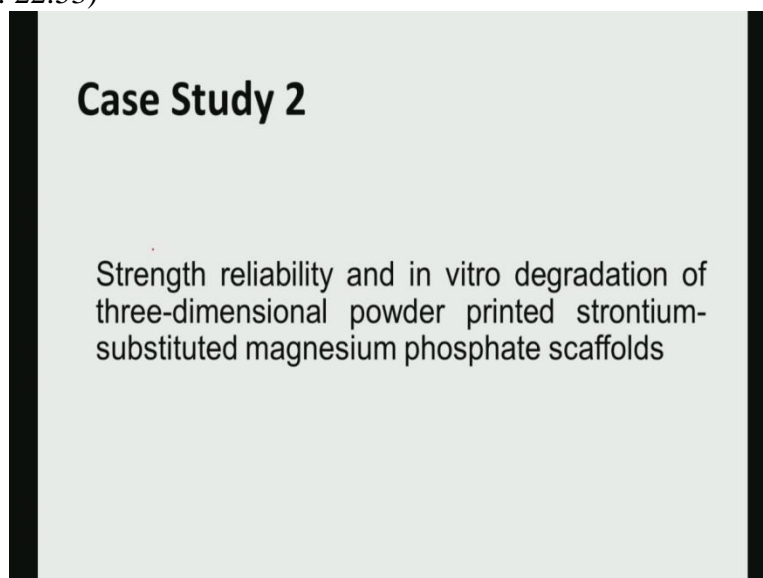 Case Study 2
Strength reliability and in vitro degradation of
three-dimensional powder printed strontium-
substituted magnesium phosphate scaffolds